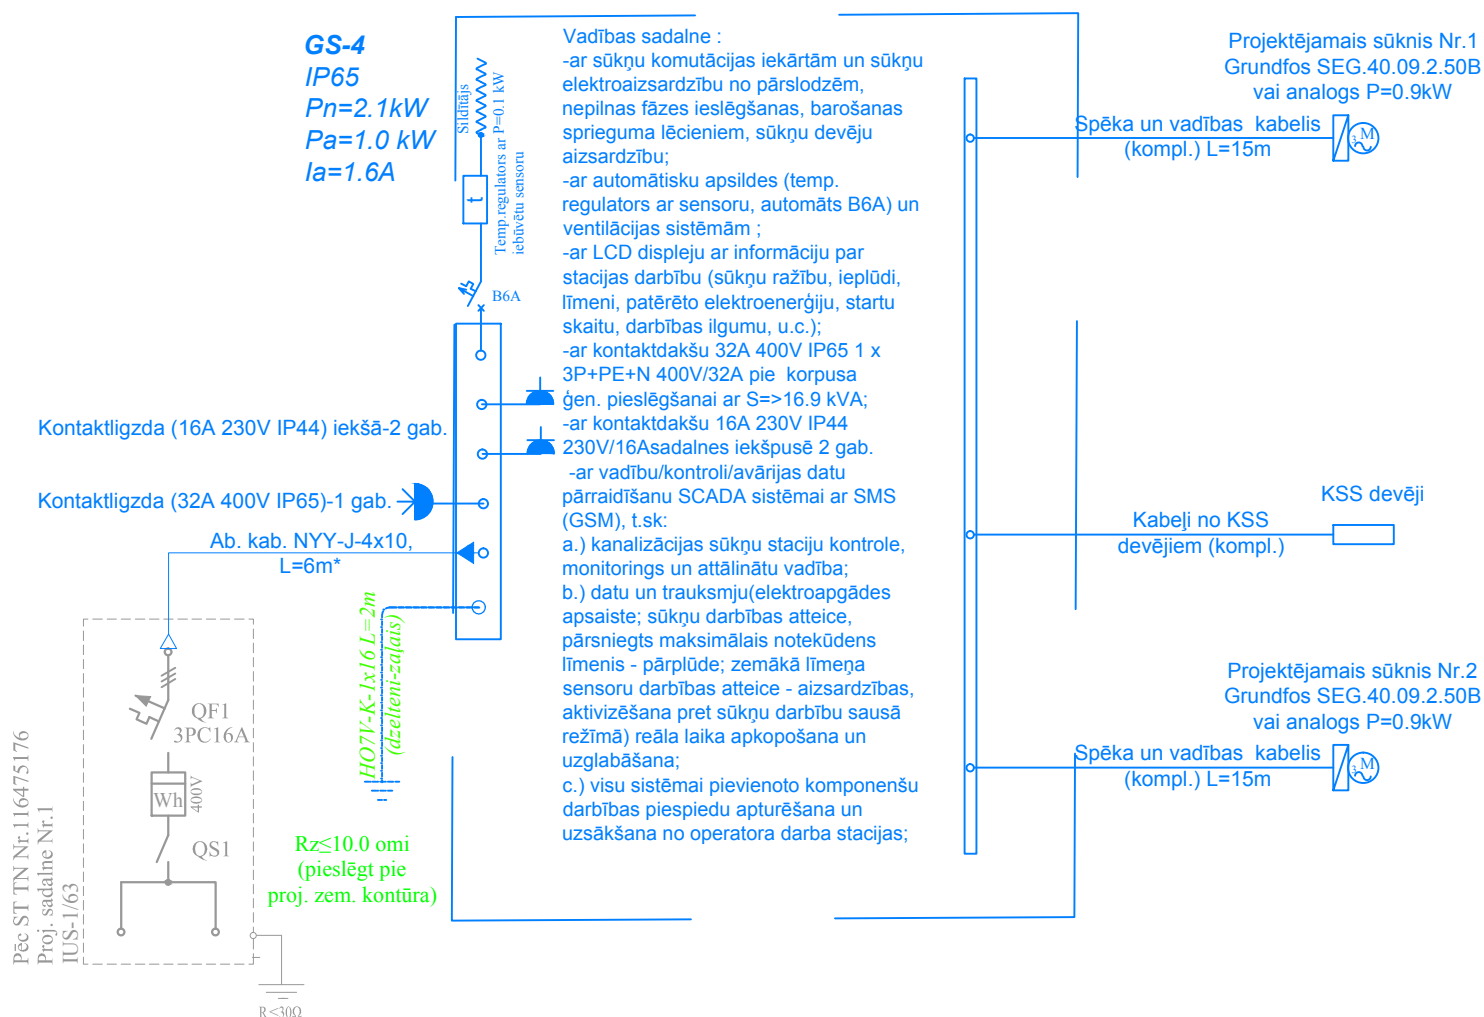 GS-4
IP65
Pn=2.1kW
Pa=1.0 kW
Ia=1.6A
Sildītājs
P=0.1 kW
t
Temp.regulators ar
iebūvētu sensoru
B6A
Vadības sadalne :
-ar sūkņu komutācijas iekārtām un sūkņu
elektroaizsardzību no pārslodzēm,
nepilnas fāzes ieslēgšanas, barošanas
sprieguma lēcieniem, sūkņu devēju
aizsardzību;
-ar automātisku apsildes (temp.
regulators ar sensoru, automāts B6A) un
ventilācijas sistēmām ;
-ar LCD displeju ar informāciju par
stacijas darbību (sūkņu ražību, ieplūdi,
līmeni, patērēto elektroenerģiju, startu
skaitu, darbības ilgumu, u.c.);
-ar kontaktdakšu 32A 400V IP65 1 x
3P+PE+N 400V/32A pie  korpusa
ģen. pieslēgšanai ar S=>16.9 kVA;
-ar kontaktdakšu 16A 230V IP44
230V/16Asadalnes iekšpusē 2 gab.
-ar vadību/kontroli/avārijas datu
pārraidīšanu SCADA sistēmai ar SMS
(GSM), t.sk:
a.) kanalizācijas sūkņu staciju kontrole,
monitorings un attālinātu vadība;
b.) datu un trauksmju(elektroapgādes
apsaiste; sūkņu darbības atteice,
pārsniegts maksimālais notekūdens
līmenis - pārplūde; zemākā līmeņa
sensoru darbības atteice - aizsardzības,
aktivizēšana pret sūkņu darbību sausā
režīmā) reāla laika apkopošana un
uzglabāšana;
c.) visu sistēmai pievienoto komponenšu
darbības piespiedu apturēšana un
uzsākšana no operatora darba stacijas;
Projektējamais sūknis Nr.1
Grundfos SEG.40.09.2.50B
vai analogs P=0.9kW
Spēka un vadības  kabelis
(kompl.) L=15m
3 M
KSS devēji
Kabeļi no KSS
devējiem (kompl.)
Projektējamais sūknis Nr.2
Grundfos SEG.40.09.2.50B
vai analogs P=0.9kW
Spēka un vadības  kabelis
(kompl.) L=15m
3 M
Kontaktligzda (16A 230V IP44) iekšā-2 gab.
Kontaktligzda (32A 400V IP65)-1 gab.
Ab. kab. NYY-J-4x10,
L=6m*
HO7V-K-1x16 L=2m
(dzelteni-zaļais)
Rz≤10.0 omi
(pieslēgt pie
proj. zem. kontūra)
QF1
3PC16A
Wh
400V
QS1
Pēc ST TN Nr.116475176
Proj. sadalne Nr.1
IUS-1/63
R<30Ω